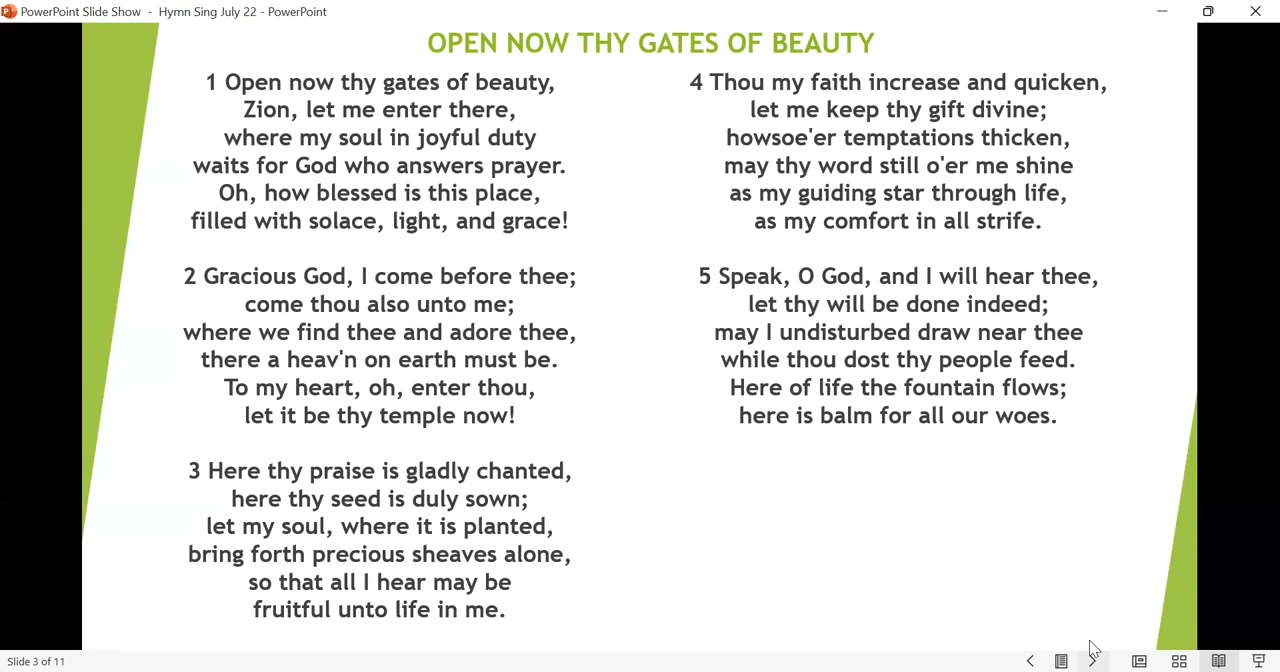 PowerPoint Slide Show - Hymn Sing July 22 - PowerPoint
OPEN NOW THY GATES OF BEAUTY
1 Open now thy gates of beauty,
Zion, let me enter there,
where my soul in joyful duty
waits for God who answers prayer.
Oh, how blessed is this place,
filled with solace, light, and grace!
2 Gracious God, I come before thee;
come thou also unto me;
where we find thee and adore thee,
there a heav'n on earth must be.
To my heart, oh, enter thou,
let it be thy temple now!
3 Here thy praise is gladly chanted,
here thy seed is duly sown;
let my soul, where it is planted,
bring forth precious sheaves alone,
so that all I hear may be
fruitful unto life in me.
4 Thou my faith increase and quicken,
let me keep thy gift divine;
howsoe'er temptations thicken,
may thy word still o'er me shine
as my guiding star through life,
as my comfort in all strife.
5 Speak, O God, and I will hear thee,
let thy will be done indeed;
may I undisturbed draw near thee
while thou dost thy people feed.
Here of life the fountain flows;
here is balm for all our woes.
Slide 3 of 11